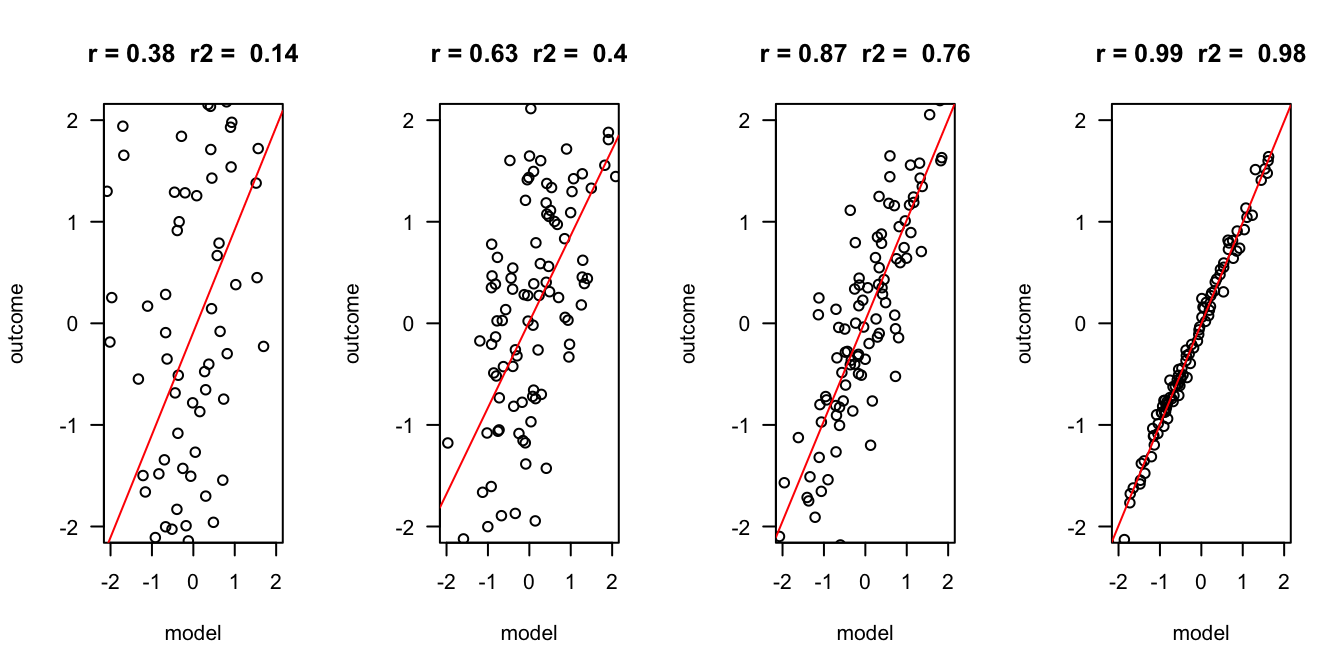 r = 0.38  r2 =  0.14
outcome
2
1
0
-1
-2
-2 -1 0 1 2
model
r = 0.63  r2 =  0.4
outcome
2
1
0
-1
-2
-2 -1 0 1 2
model
r = 0.87  r2 =  0.76
outcome
2
1
0
-1
-2
-2 -1 0 1 2
model
r = 0.99  r2 =  0.98
outcome
2
1
0
-1
-2
-2 -1 0 1 2
model